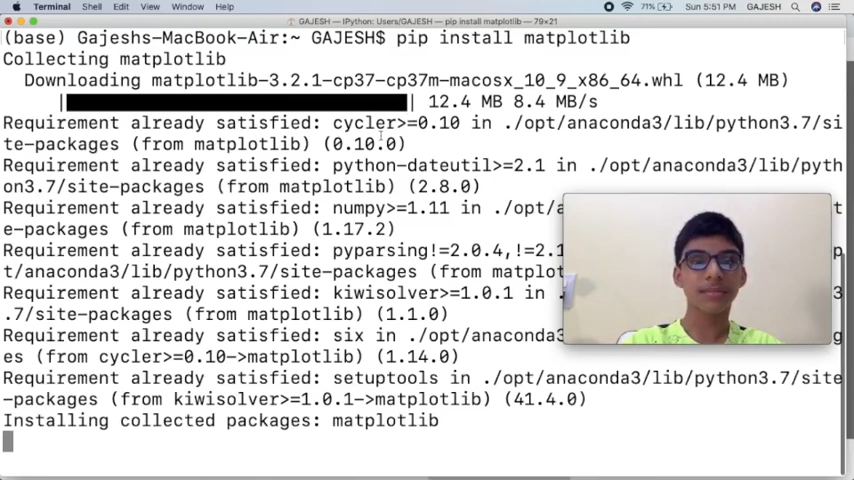 Terminal Shell Edit View Window Help 71% Sun 5:51 PM GAJESH
GAJESH — IPython: Users/GAJESH — pip install matplotlib — 79×21
(base) Gajeshs-MacBook-Air:~ GAJESH$ pip install matplotlib
Collecting matplotlib
Downloading matplotlib-3.2.1-cp37-cp37m-macosx_10_9_x86_64.whl (12.4 MB)
| | 12.4 MB 8.4 MB/s
Requirement already satisfied: cycler>=0.10 in ./opt/anaconda3/lib/python3.7/si
te-packages (from matplotlib) (0.10.0)
Requirement already satisfied: python-dateutil>=2.1 in ./opt/anaconda3/lib/pyth
on3.7/site-packages (from matplotlib) (2.8.0)
Requirement already satisfied: numpy>=1.11 in ./opt/
t
e-packages (from matplotlib) (1.17.2)
Requirement already satisfied: pyparsing!=2.0.4,!=2.1
p
t/anaconda3/lib/python3.7/site-packages (from matplot
Requirement already satisfied: kiwisolver>=1.0.1 in .
3
.7/site-packages (from matplotlib) (1.1.0)
Requirement already satisfied: six in ./opt/anaconda3
g
es (from cycler>=0.10->matplotlib) (1.14.0)
Requirement already satisfied: setuptools in ./opt/anaconda3/lib/python3.7/site
-packages (from kiwisolver>=1.0.1->matplotlib) (41.4.0)
Installing collected packages: matplotlib